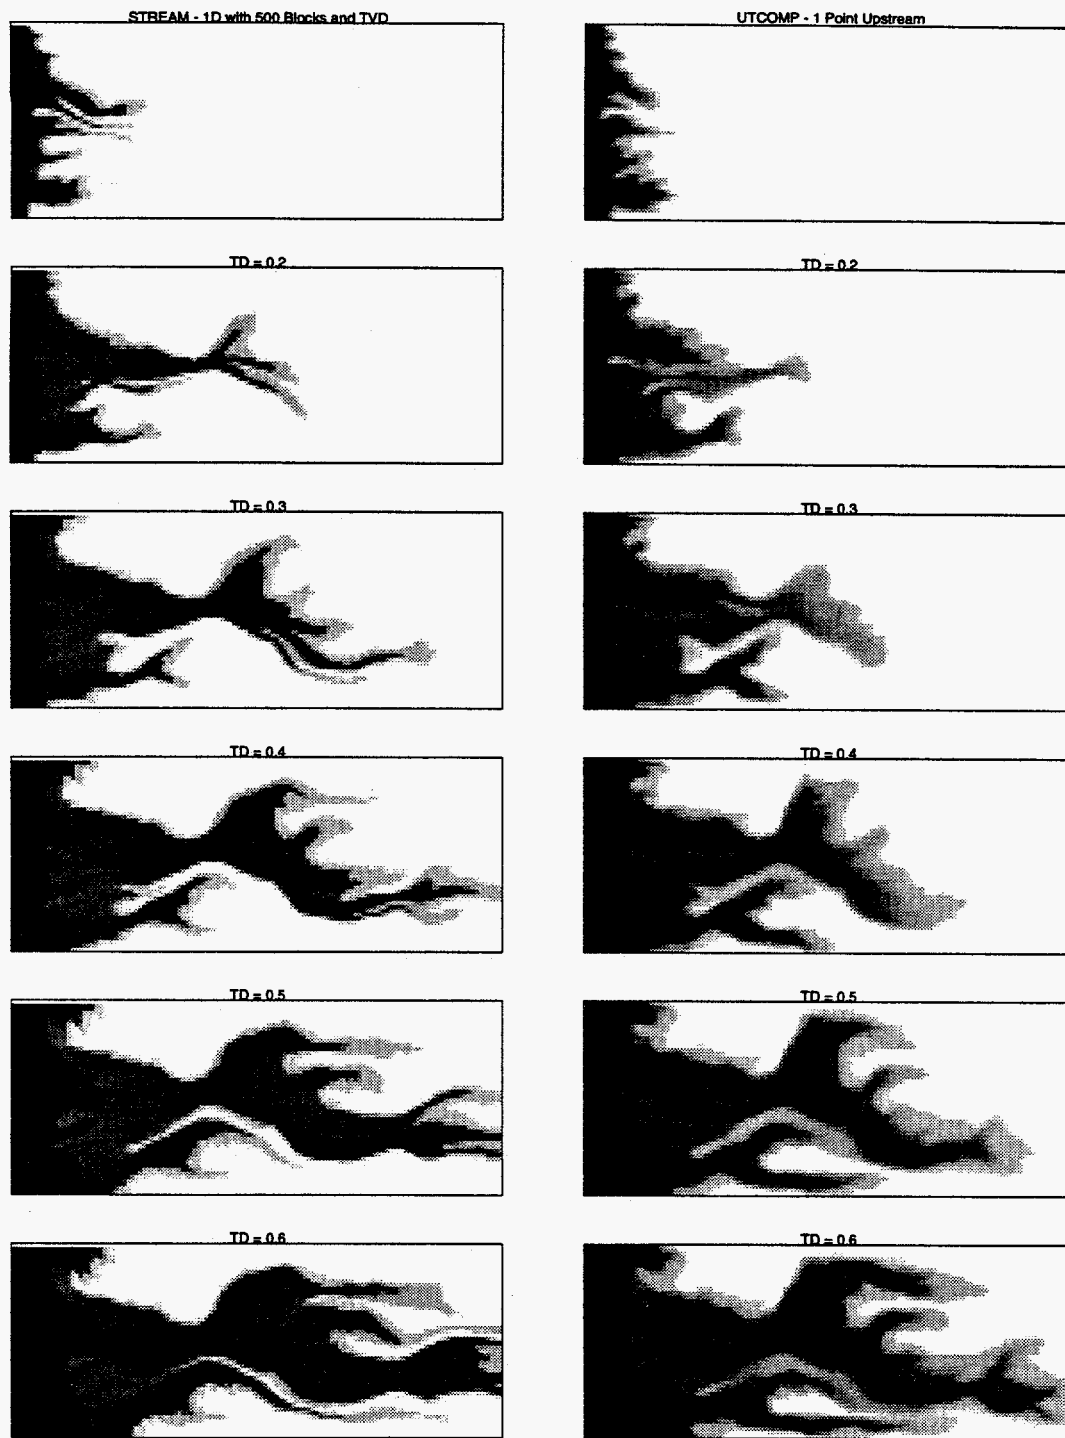 STREAM - 1D with 500 Blocks and TVD
UTCOMP - 1 Point Upstream
TD = 0.2
TD = 0.2
TD = 0.3
TD = 0.3
TD = 0.4
TD = 0.4
TD = 0.5
TD = 0.5
TD = 0.6
TD = 0.6